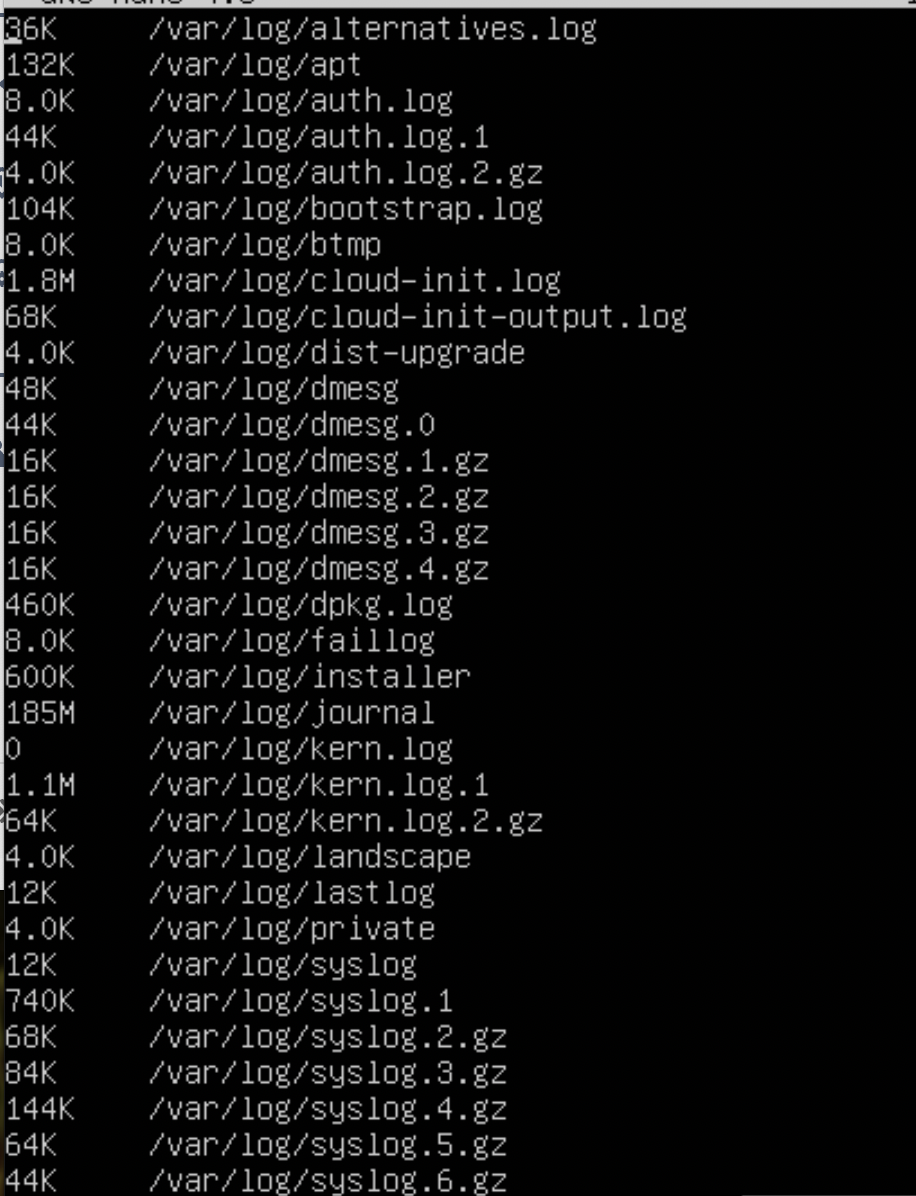 36K /var/log/alternatives.log
132K /var/log/apt
8.0K /var/log/auth.log
44K /var/log/auth.log.1
4.0K /var/log/auth.log.2.gz
104K /var/log/bootstrap.log
8.0K /var/log/btmp
1.8M /var/log/cloud-init.log
68K /var/log/cloud-init-output.log
4.0K /var/log/dist-upgrade
48K /var/log/dmesg
44K /var/log/dmesg.0
16K /var/log/dmesg.1.gz
16K /var/log/dmesg.2.gz
16K /var/log/dmesg.3.gz
16K /var/log/dmesg.4.gz
460K /var/log/dpkg.log
8.0K /var/log/faillog
600K /var/log/installer
185M /var/log/journal
0 /var/log/kern.log
1.1M /var/log/kern.log.1
64K /var/log/kern.log.2.gz
4.0K /var/log/landscape
12K /var/log/lastlog
4.0K /var/log/private
12K /var/log/syslog
740K /var/log/syslog.1
68K /var/log/syslog.2.gz
84K /var/log/syslog.3.gz
144K /var/log/syslog.4.gz
64K /var/log/syslog.5.gz
44K /var/log/syslog.6.gz